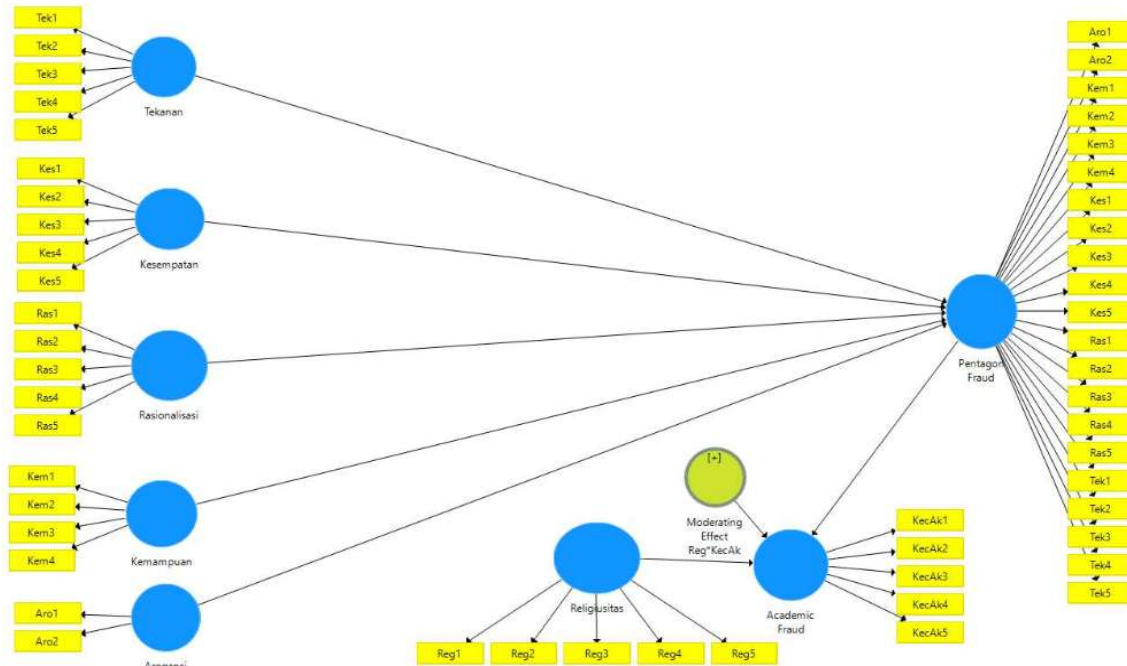 Tek1
Tek2
Tek3
Tek4
Tek5
Tekanan
Kes1
Kes2
Kes3
Kes4
Kes5
Kesempatan
Ras1
Ras2
Ras3
Ras4
Ras5
Rasionalisasi
Kem1
Kem2
Kem3
Kem4
Kemampuan
Aro1
Aro2
[+]
Moderating
Effect
Reg*KecAk
Religiusitas
Reg1
Reg2
Reg3
Reg4
Reg5
Academic
Fraud
KecAk1
KecAk2
KecAk3
KecAk4
KecAk5
Pentagon
Fraud
Aro1
Aro2
Kem1
Kem2
Kem3
Kem4
Kes1
Kes2
Kes3
Kes4
Kes5
Ras1
Ras2
Ras3
Ras4
Ras5
Tek1
Tek2
Tek3
Tek4
Tek5